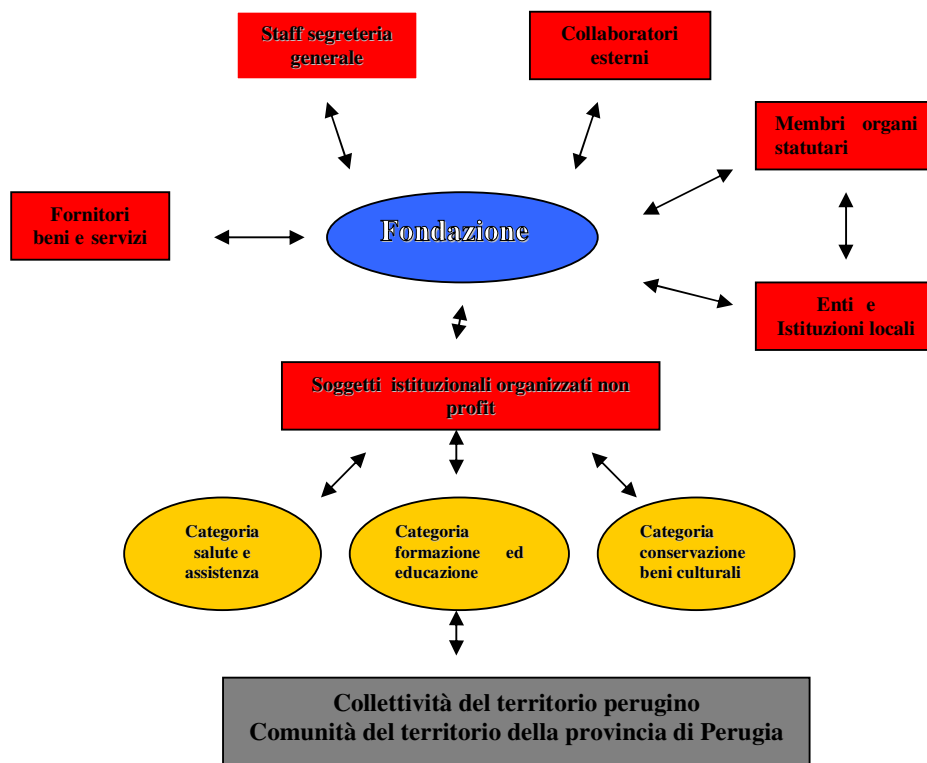 Staff segreteria
generale
Collaboratori
esterni
Membri organi
statutari
Fornitori
beni e servizi
Fondazione
Enti e
Istituzioni locali
Soggetti istituzionali organizzati non
profit
Categoria
salute e
assistenza
Categoria
formazione ed
educazione
Categoria
conservazione
beni culturali
Collettività del territorio perugino
Comunità del territorio della provincia di Perugia